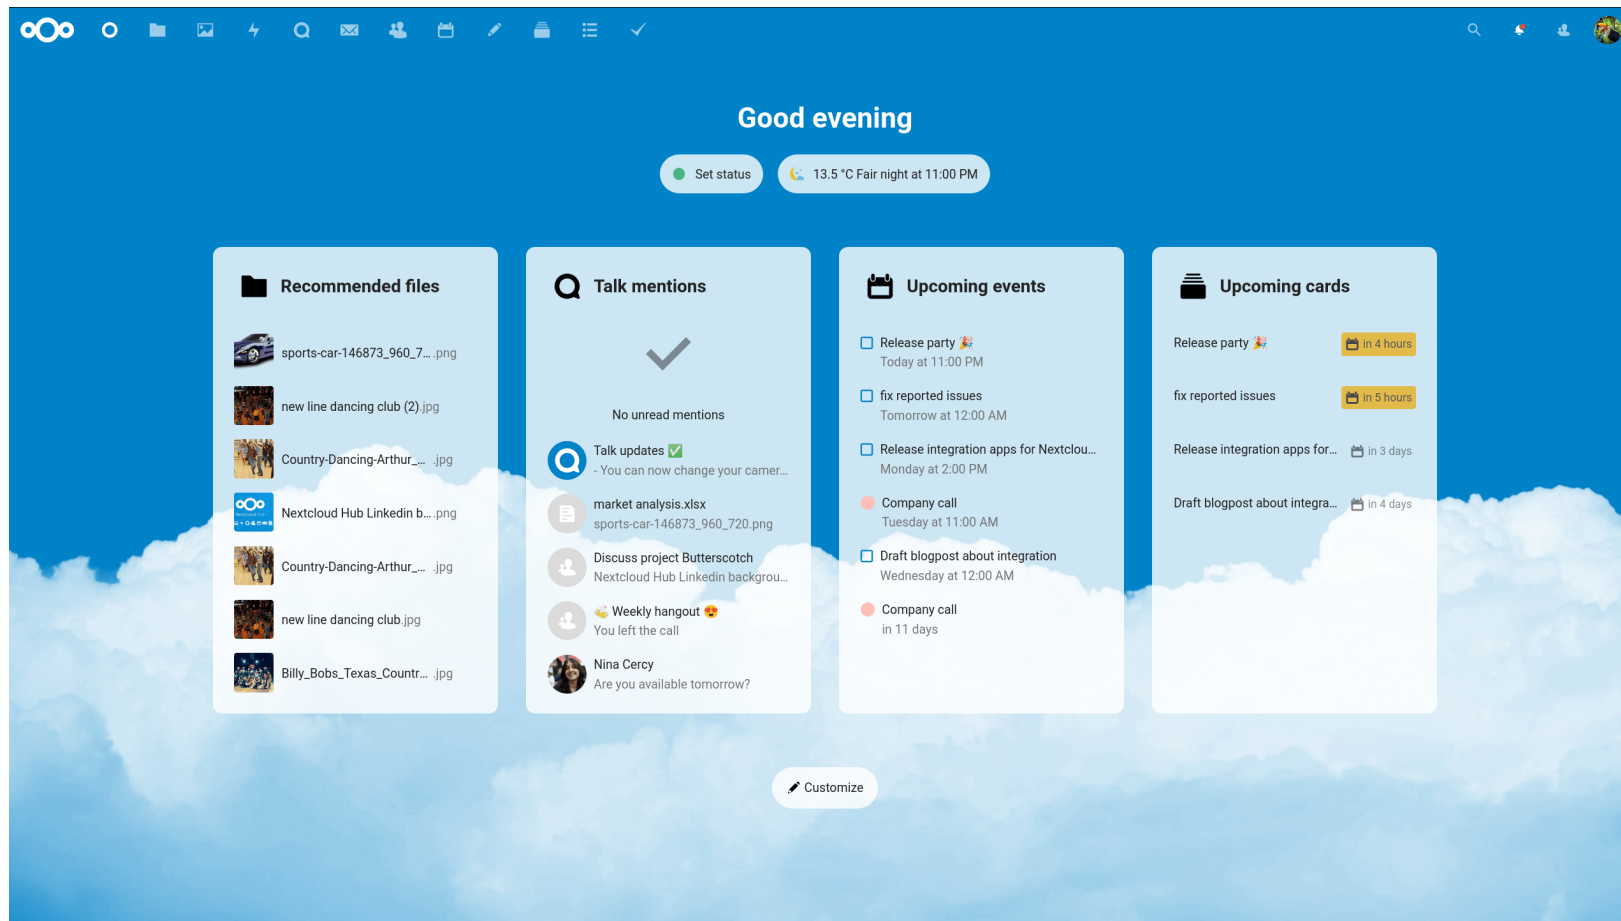 Good evening
Set status
13.5 °C Fair night at 11:00 PM
Recommended files
sports-car-146873_960_7... .png
new line dancing club (2).jpg
Country-Dancing-Arthur_... .jpg
Nextcloud Hub Linkedin b... .png
Country-Dancing-Arthur_... .jpg
new line dancing club.jpg
Billy_Bobs_Texas_Countr... .jpg
Talk mentions
No unread mentions
Talk updates ✅
- You can now change your camer...
market analysis.xlsx
sports-car-146873_960_720.png
Discuss project Butterscotch
Nextcloud Hub Linkedin backgrou...
🍻 Weekly hangout 😍
You left the call
Nina Cercy
Are you available tomorrow?
Upcoming events
Release party 🎉
Today at 11:00 PM
fix reported issues
Tomorrow at 12:00 AM
Release integration apps for Nextclou...
Monday at 2:00 PM
Company call
Tuesday at 11:00 AM
Draft blogpost about integration
Wednesday at 12:00 AM
Company call
in 11 days
Upcoming cards
Release party 🎉 in 4 hours
fix reported issues in 5 hours
Release integration apps for... in 3 days
Draft blogpost about integra... in 4 days
Customize